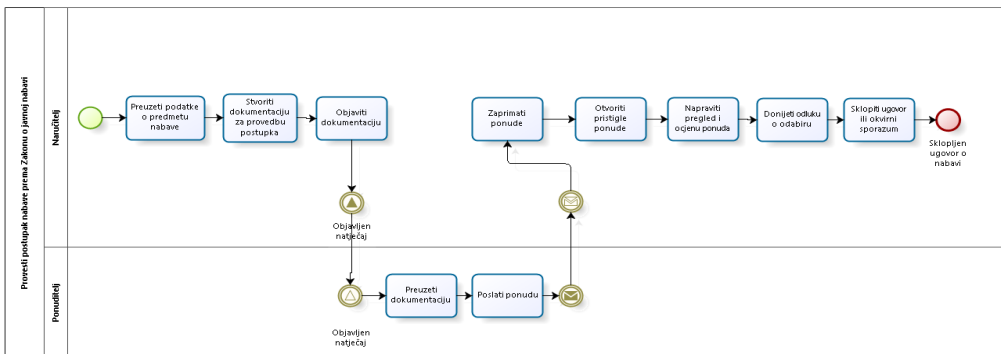 Provesti postupak nabave prema Zakonu o javnoj nabavi
Naručitelj
Preuzeti podatke
o predmetu
nabave
Stvoriti
dokumentaciju
za provedbu
postupka
Objaviti
dokumentaciju
Objavljen
natječaj
Zaprimati
ponude
Otvoriti
pristigle
ponude
Napraviti
pregled i
ocjenu ponuda
Donijeti odluku
o odabiru
Sklopiti ugovor
ili okvirni
sporazum
Sklopljen
ugovor o
nabavi
Ponuditelj
Objavljen
natječaj
Preuzeti
dokumentaciju
Poslati ponudu